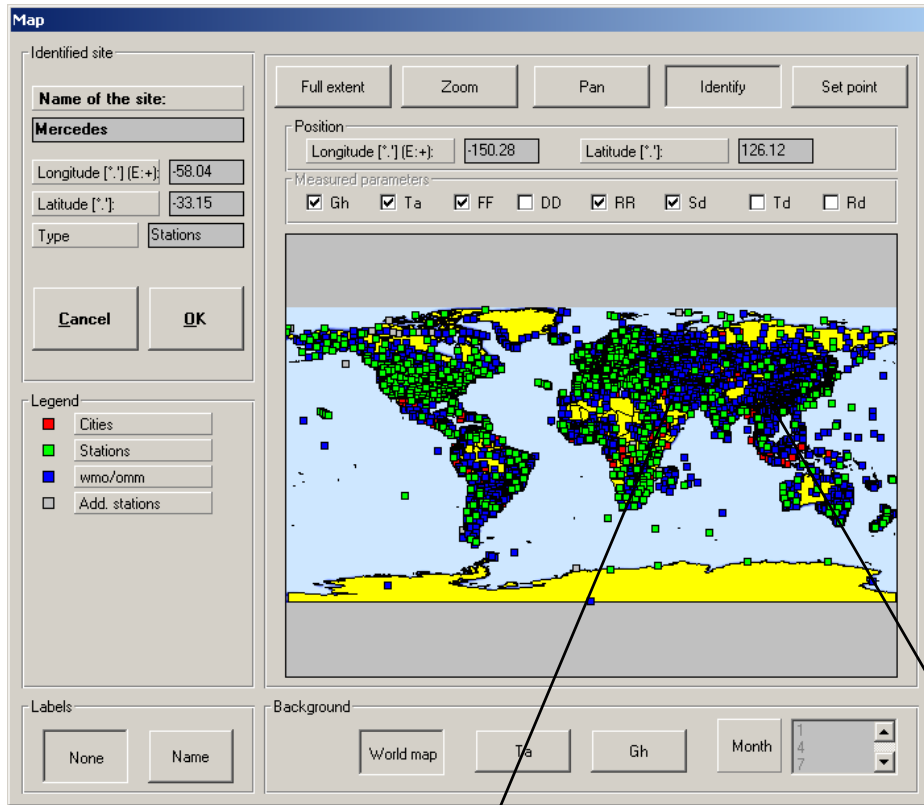 Map
Identified site
Name of the site:
Mercedes
Longitude [°.'] (E:+):
-58.04
Latitude [°.']:
-33.15
Type
Stations
Cancel
OK
Legend
Cities
Stations
wmo/omm
Add. stations
Labels
None
Name
Full extent
Zoom
Pan
Identify
Set point
Position
Longitude [°.'] (E:+):
-150.28
Latitude [°.']:
126.12
Measured parameters
Gh
Ta
FF
DD
RR
Sd
Td
Rd
Background
World map
Ta
Gh
Month
1
4
7